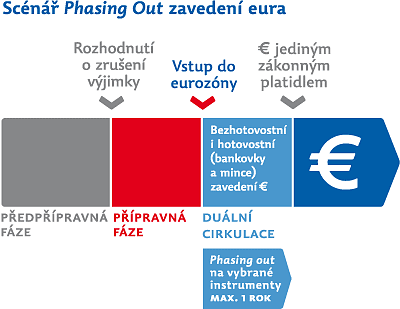 Scénář Phasing Out zavedení eura
Rozhodnutí
o zrušení
výjimky
Vstup do
eurozóny
€ jediným
zákonným
platidlem
Bezhotovostní
i hotovostní
(bankovky
a mince)
zavedení €
€
PŘEDPŘÍPRAVNÁ
FÁZE
PŘÍPRAVNÁ
FÁZE
DUÁLNÍ
CIRKULACE
Phasing out
na vybrané
instrumenty
MAX. 1 ROK